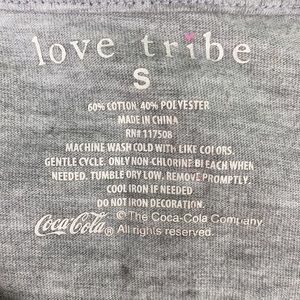 love tribe
S
60% COTTON, 40% POLYESTER
MADE IN CHINA
RN# 117508
MACHINE WASH COLD WITH LIKE COLORS.
GENTLE CYCLE. ONLY NON-CHLORINE BLEACH WHEN
NEEDED. TUMBLE DRY LOW. REMOVE PROMPTLY.
COOL IRON IF NEEDED.
DO NOT IRON DECORATION.
Coca-Cola® © The Coca-Cola Company.
All rights reserved.